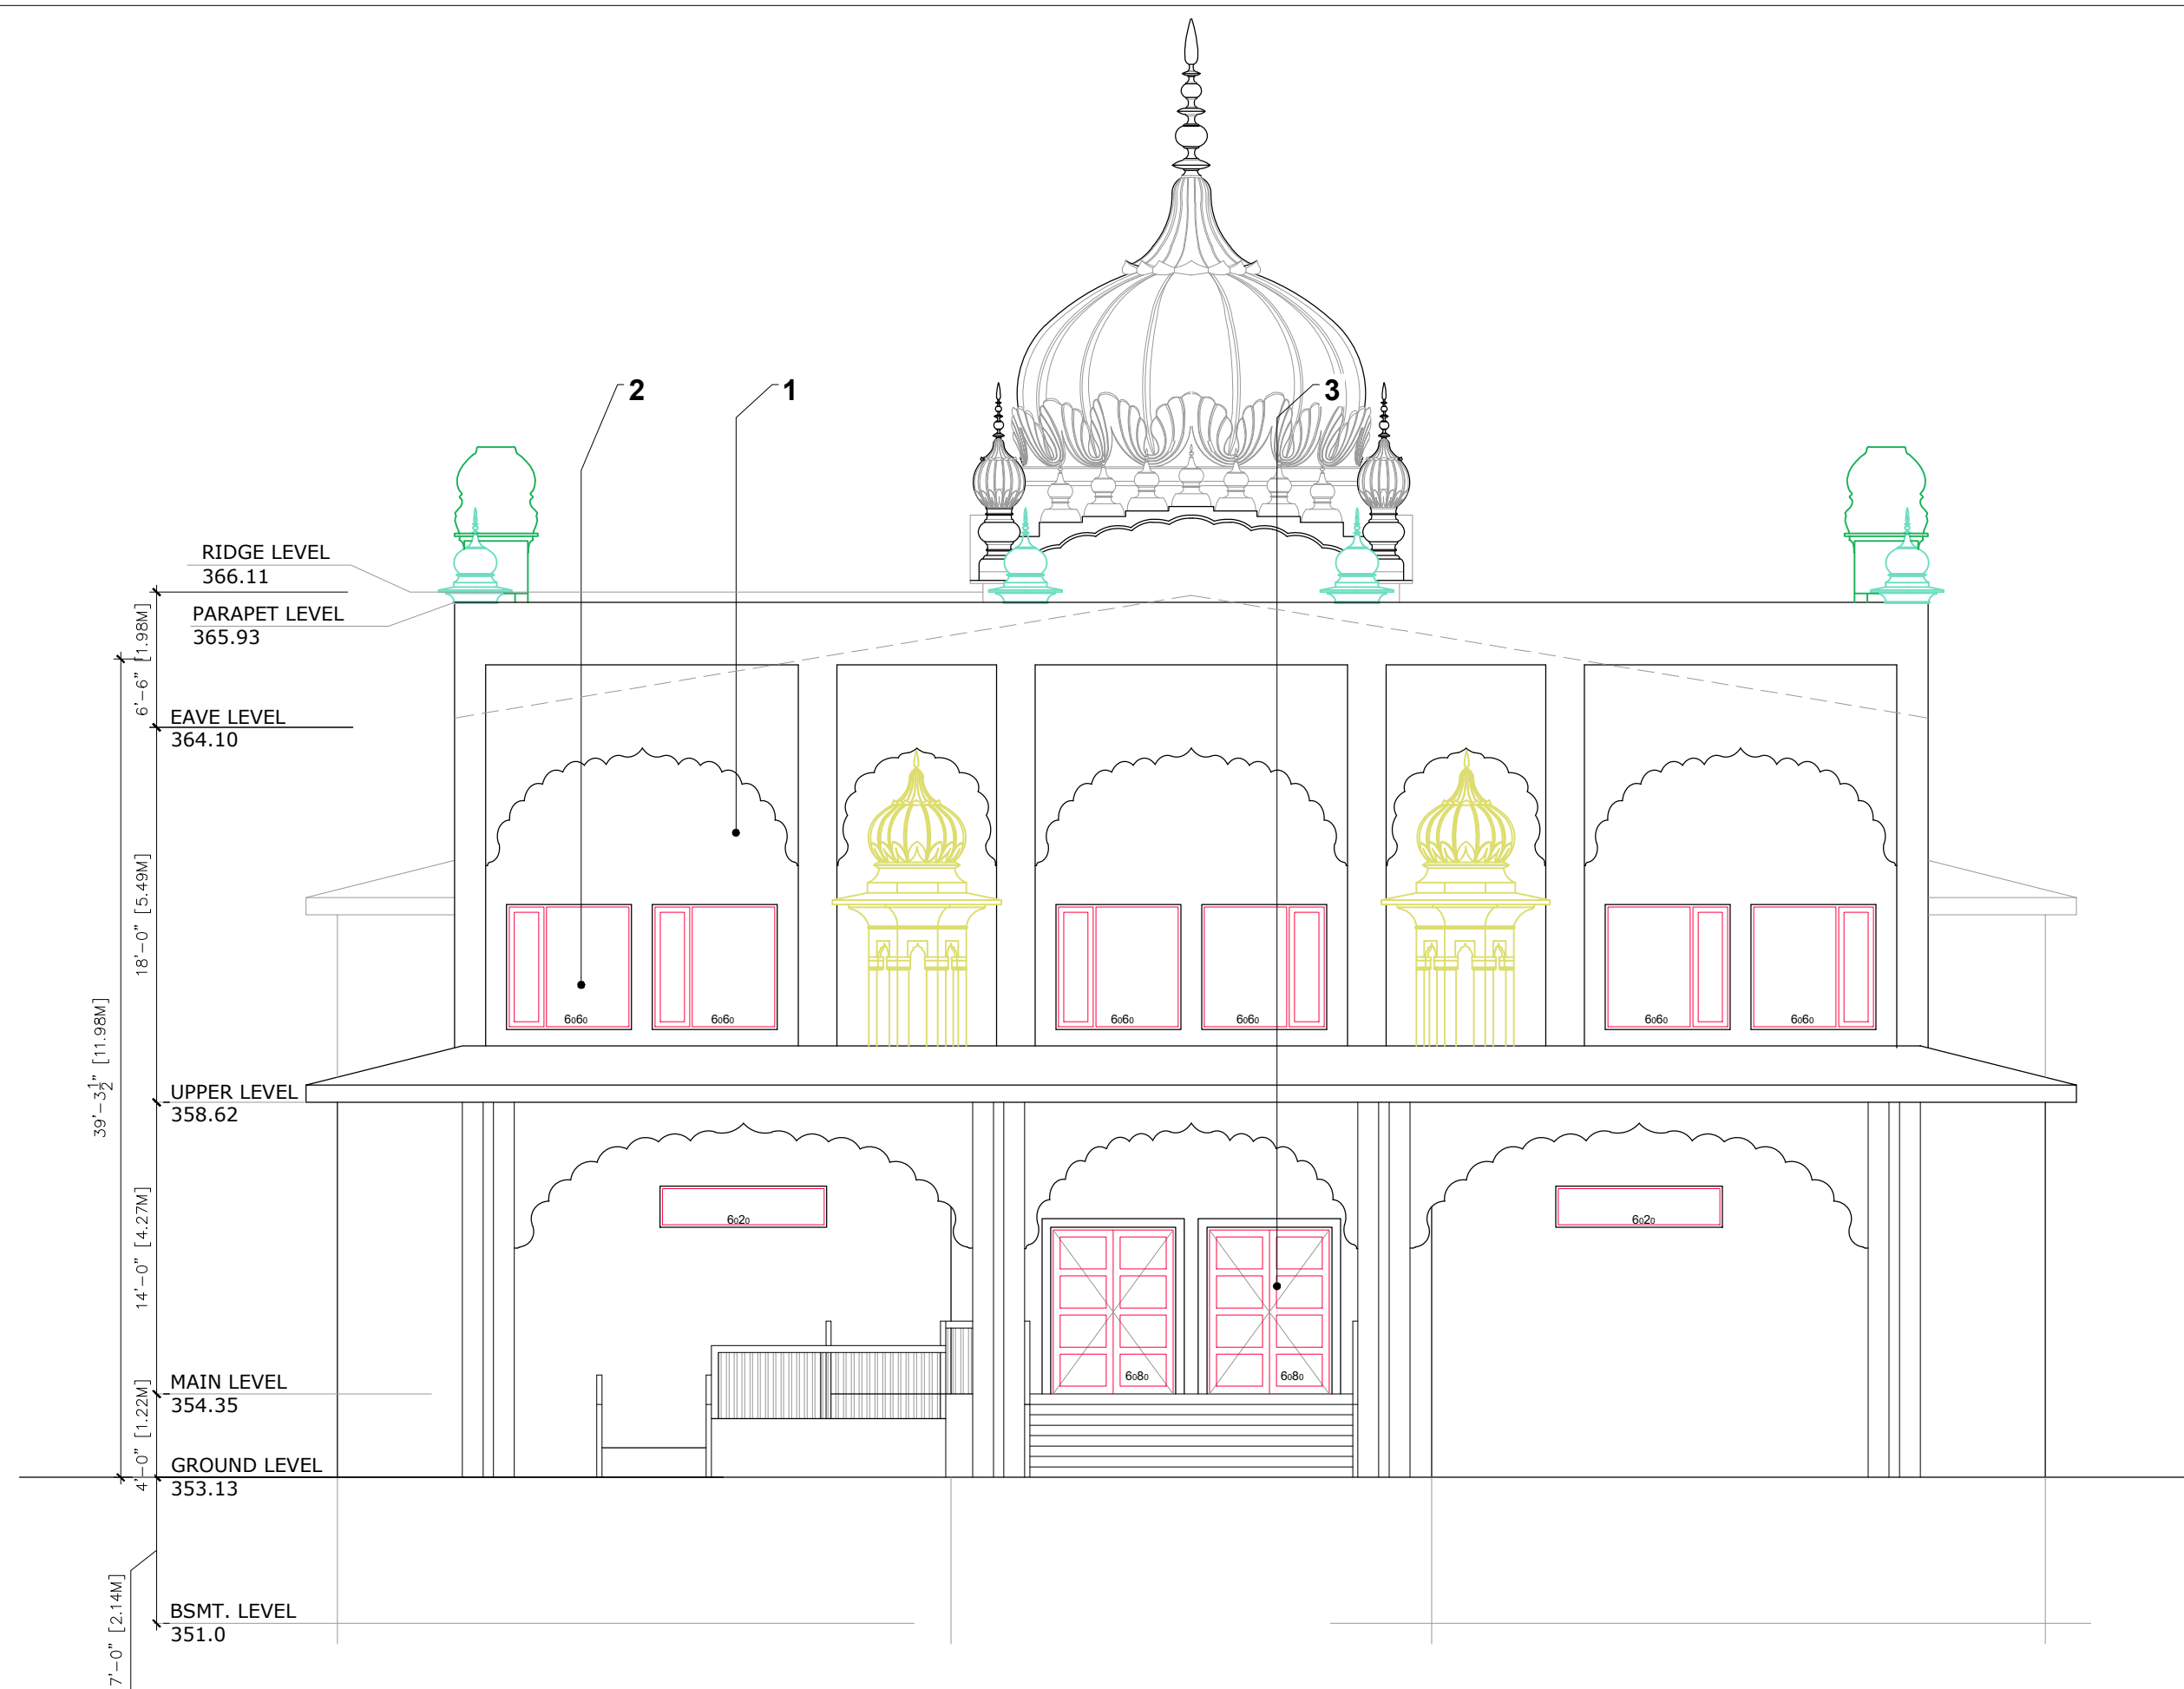 2
1
3
RIDGE LEVEL
366.11
PARAPET LEVEL
365.93
6'-6" [1.98M]
EAVE LEVEL
364.10
18'-0" [5.49M]
39'-3 1/2" [11.98M]
6060
6060
6060
6060
6060
6060
UPPER LEVEL
358.62
14'-0" [4.27M]
6020
6020
6080
6080
MAIN LEVEL
354.35
4'-0" [1.22M]
GROUND LEVEL
353.13
BSMT. LEVEL
351.0
7'-0" [2.14M]